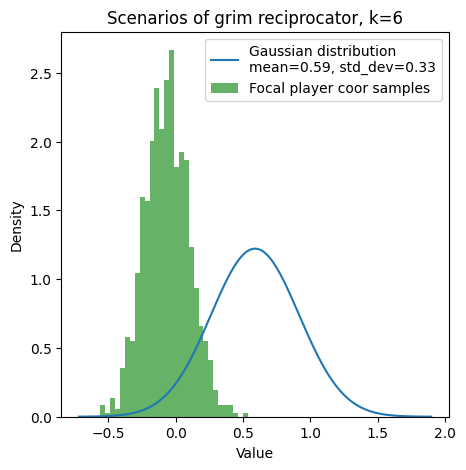 Scenarios of grim reciprocator, k=6
Gaussian distribution
mean=0.59, std_dev=0.33
Focal player coor samples
Density
2.5
2.0
1.5
1.0
0.5
0.0
−0.5 0.0 0.5 1.0 1.5 2.0
Value